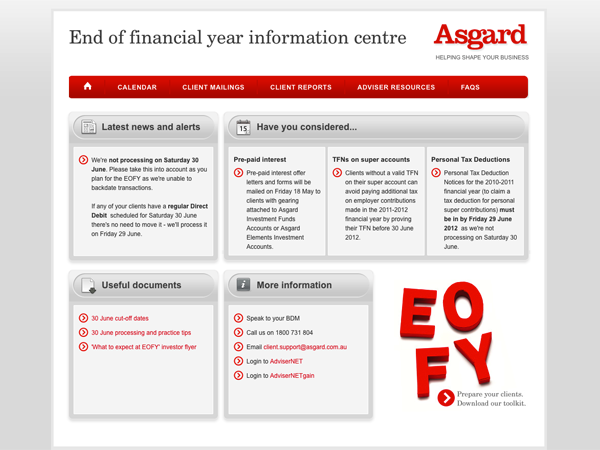 End of financial year information centre
Asgard
HELPING SHAPE YOUR BUSINESS
CALENDAR CLIENT MAILINGS CLIENT REPORTS ADVISER RESOURCES FAQS
Latest news and alerts
We're not processing on Saturday 30
June. Please take this into account as you
plan for the EOFY as we're unable to
backdate transactions.
If any of your clients have a regular Direct
Debit scheduled for Saturday 30 June
there's no need to move it - we'll process it
on Friday 29 June.
15
Have you considered...
Pre-paid interest
Pre-paid interest offer
letters and forms will be
mailed on Friday 18 May to
clients with gearing
attached to Asgard
Investment Funds
Accounts or Asgard
Elements Investment
Accounts.
TFNs on super accounts
Clients without a valid TFN
on their super account can
avoid paying additional tax
on employer contributions
made in the 2011-2012
financial year by proving
their TFN before 30 June
2012.
Personal Tax Deductions
Personal Tax Deduction
Notices for the 2010-2011
financial year (to claim a
tax deduction for personal
super contributions) must
be in by Friday 29 June
2012 as we're not
processing on Saturday 30
June.
Useful documents
30 June cut-off dates
30 June processing and practice tips
'What to expect at EOFY' investor flyer
i
More information
Speak to your BDM
Call us on 1800 731 804
Email client.support@asgard.com.au
Login to AdviserNET
Login to AdviserNETgain
EO
FY
Prepare your clients.
Download our toolkit.